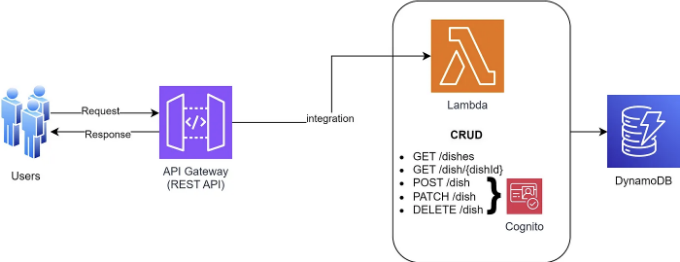 Users
Request
Response
API Gateway
(REST API)
integration
Lambda
CRUD
GET /dishes
GET /dish/{dishId}
POST /dish
PATCH /dish
DELETE /dish
Cognito
DynamoDB